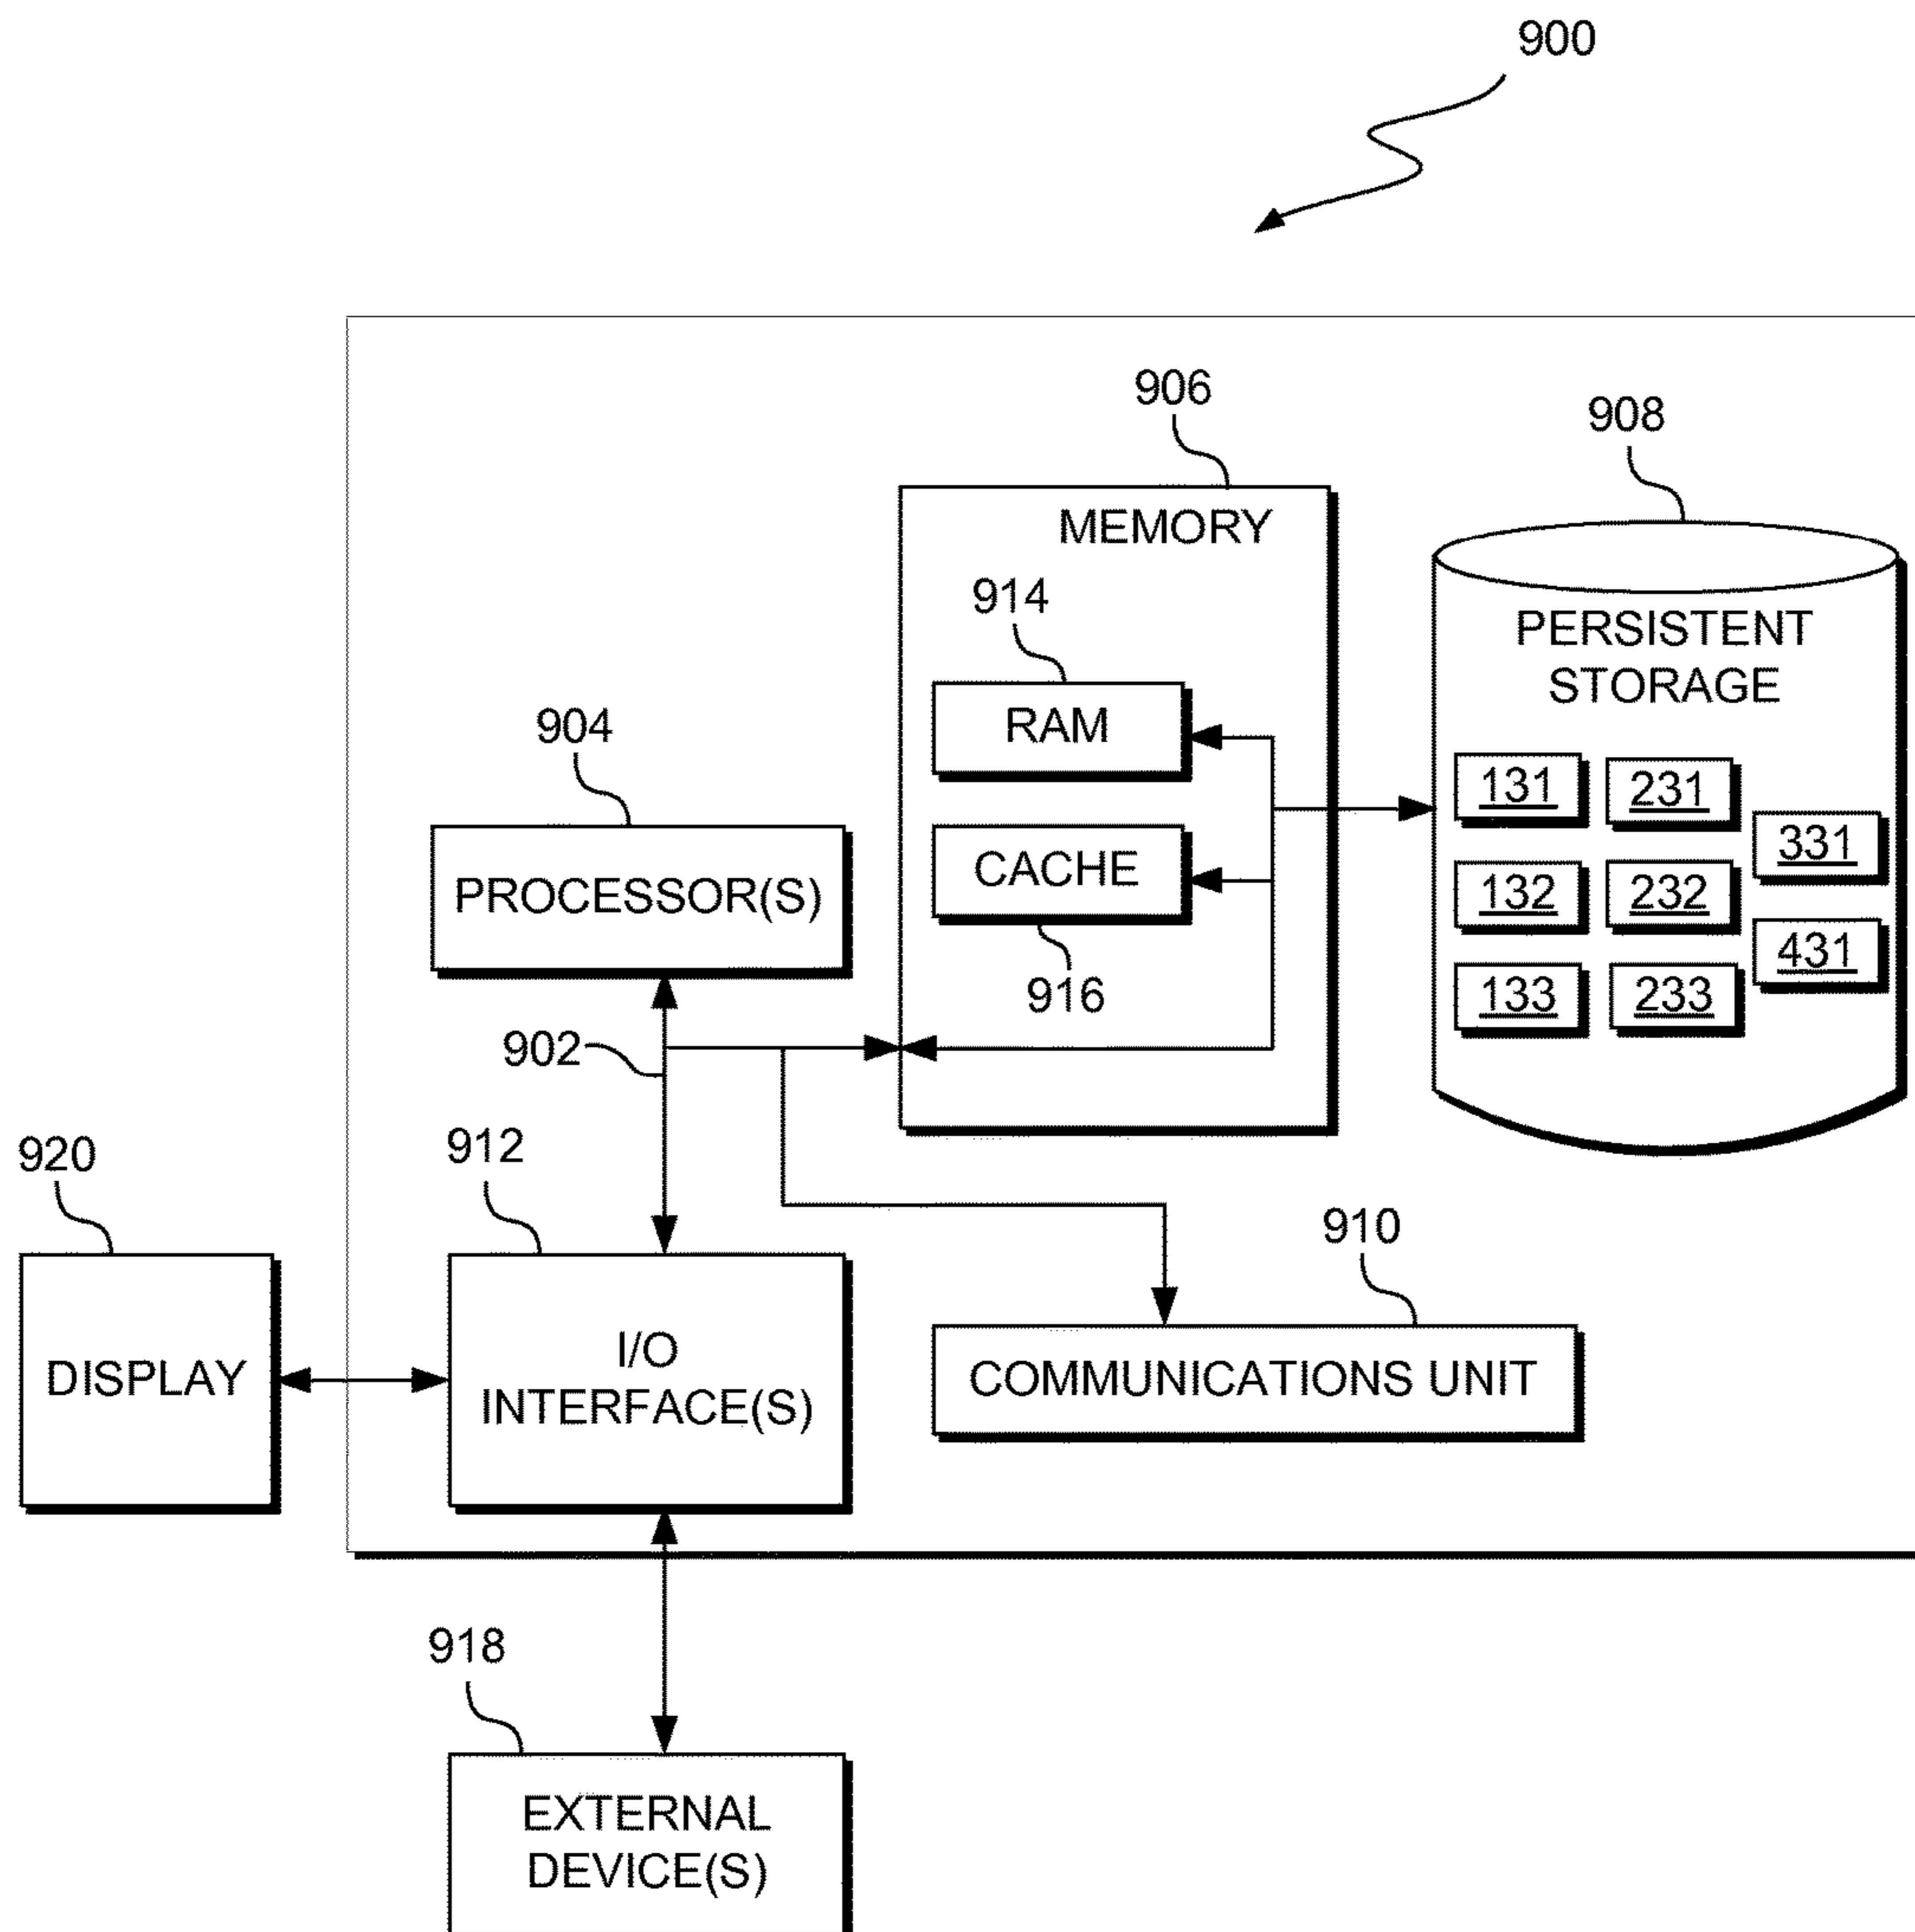 900
906
908
MEMORY
914
PERSISTENT
STORAGE
RAM
904
131
231
331
CACHE
PROCESSOR(S)
132
232
431
916
133
233
902
920
912
910
I/O
INTERFACE(S)
DISPLAY
COMMUNICATIONS UNIT
918
EXTERNAL
DEVICE(S)